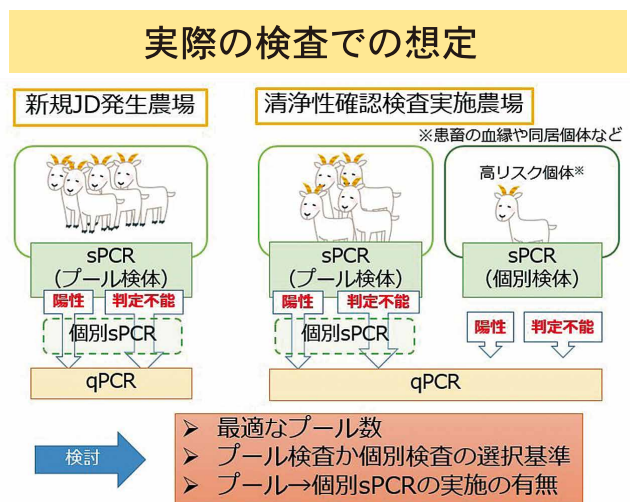 実際の検査での想定
新規JD発生農場
清浄性確認検査実施農場
※患畜の血縁や同居個体など
高リスク個体※
sPCR
(プール検体)
陽性
判定不能
個別sPCR
qPCR
sPCR
(プール検体)
陽性
判定不能
個別sPCR
sPCR
(個別検体)
陽性
判定不能
qPCR
検討
➢ 最適なプール数
➢ プール検査か個別検査の選択基準
➢ プール→個別sPCRの実施の有無